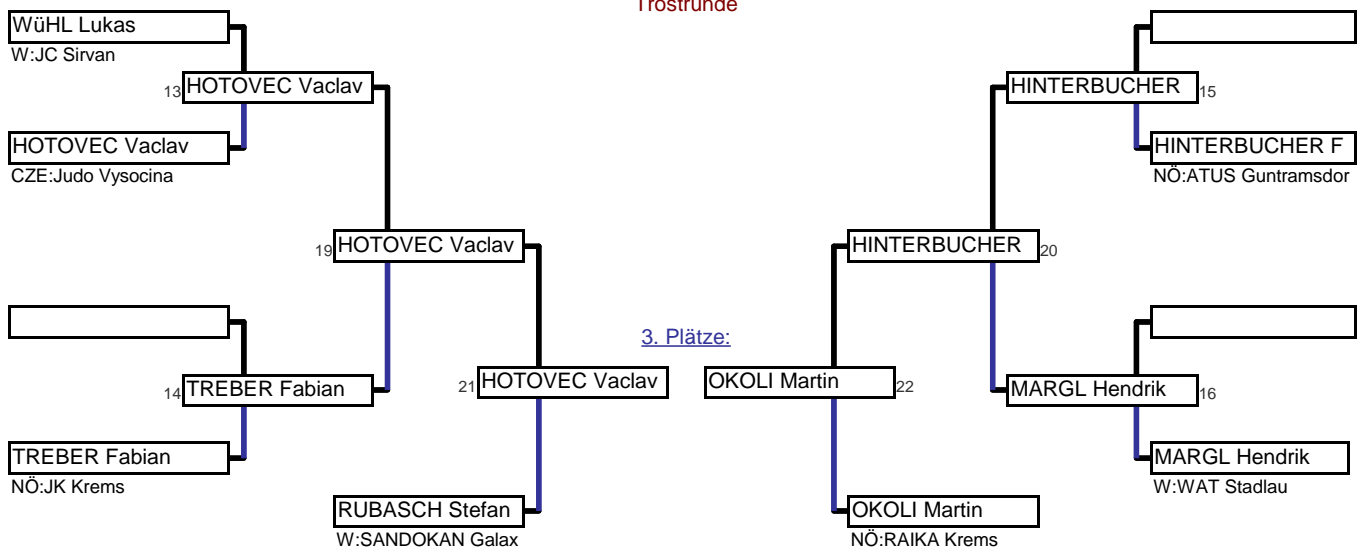 Trostrunde
WüHL Lukas
W:JC Sirvan
13 HOTOVEC Vaclav
HINTERBUCHER 15
HOTOVEC Vaclav
CZE:Judo Vysocina
HINTERBUCHER F
NÖ:ATUS Guntramsdor
19 HOTOVEC Vaclav
HINTERBUCHER 20
3. Plätze:
14 TREBER Fabian
21 HOTOVEC Vaclav
OKOLI Martin 22
MARGL Hendrik 16
TREBER Fabian
NÖ:JK Krems
MARGL Hendrik
W:WAT Stadlau
RUBASCH Stefan
W:SANDOKAN Galax
OKOLI Martin
NÖ:RAIKA Krems